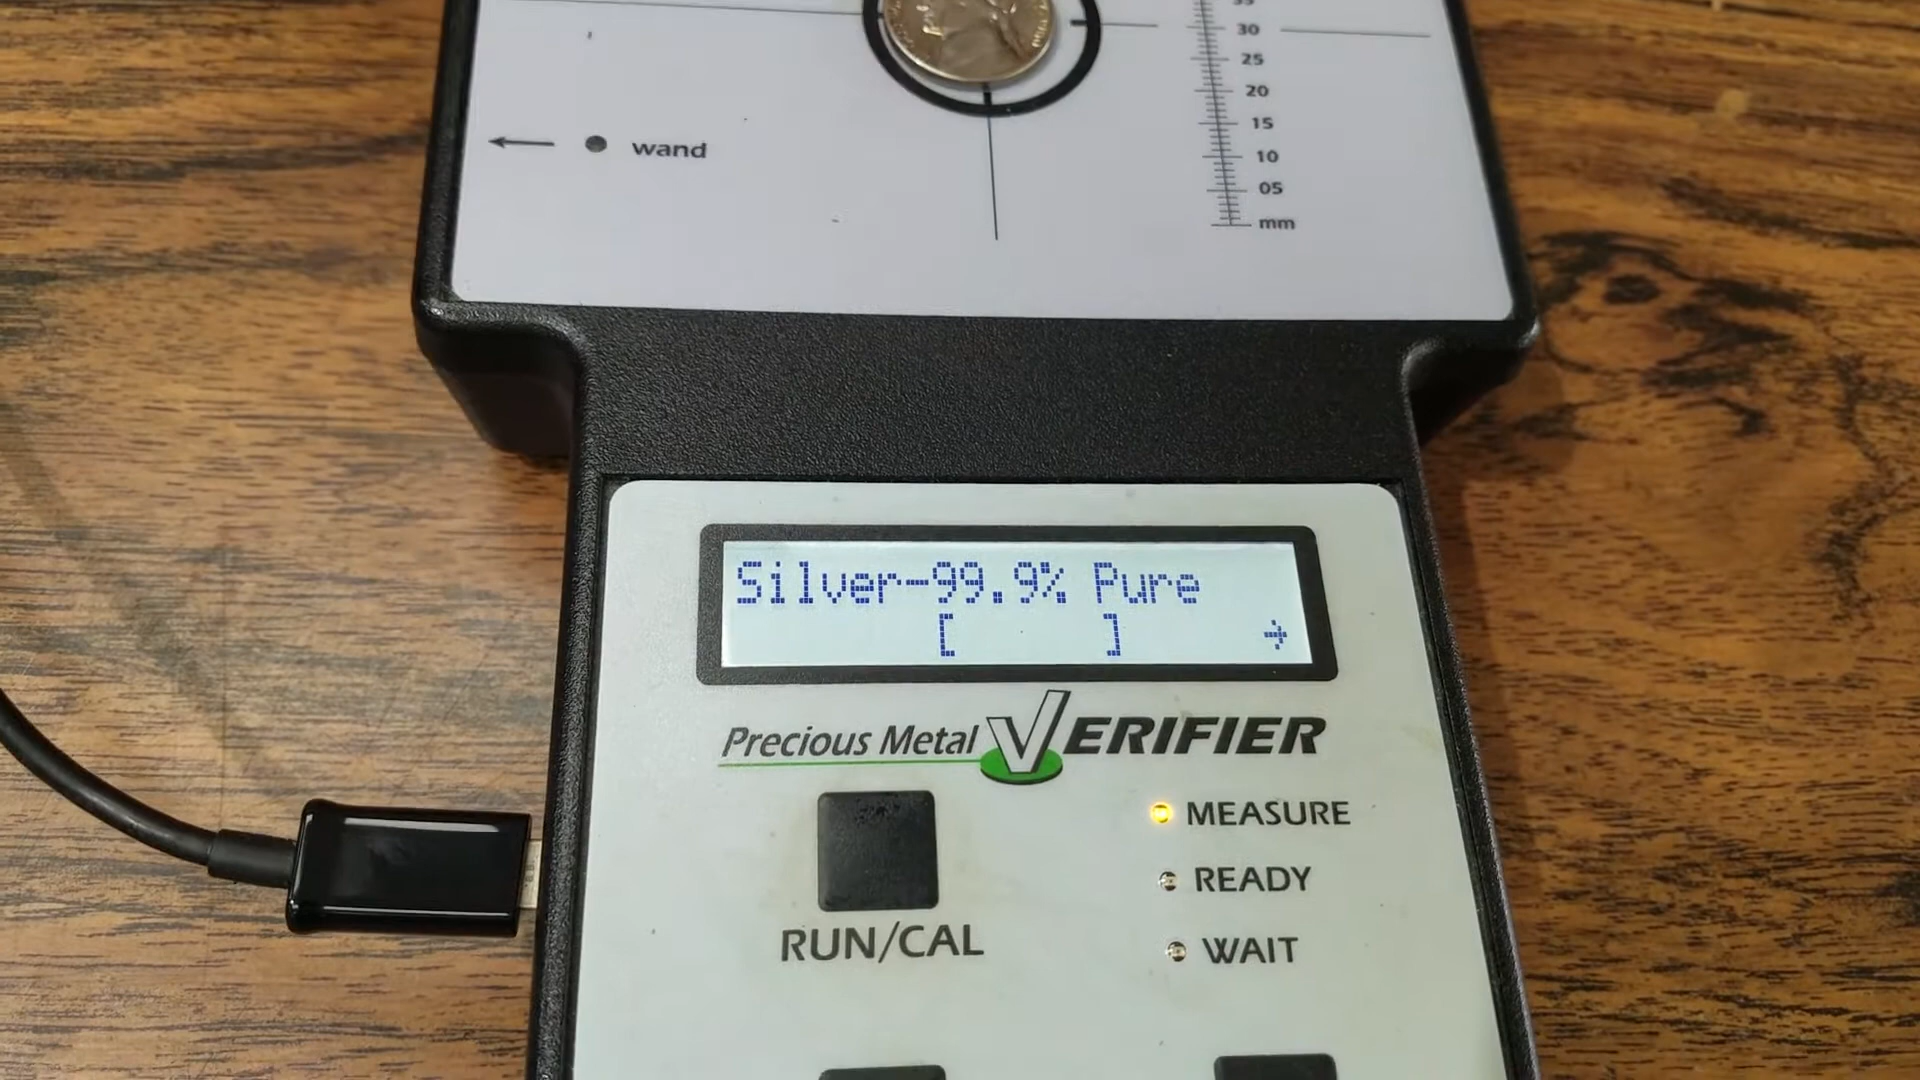 35
30
25
20
15
10
05
mm
wand
Silver-99.9% Pure
[ ] →
Precious Metal VERIFIER
MEASURE
READY
WAIT
RUN/CAL